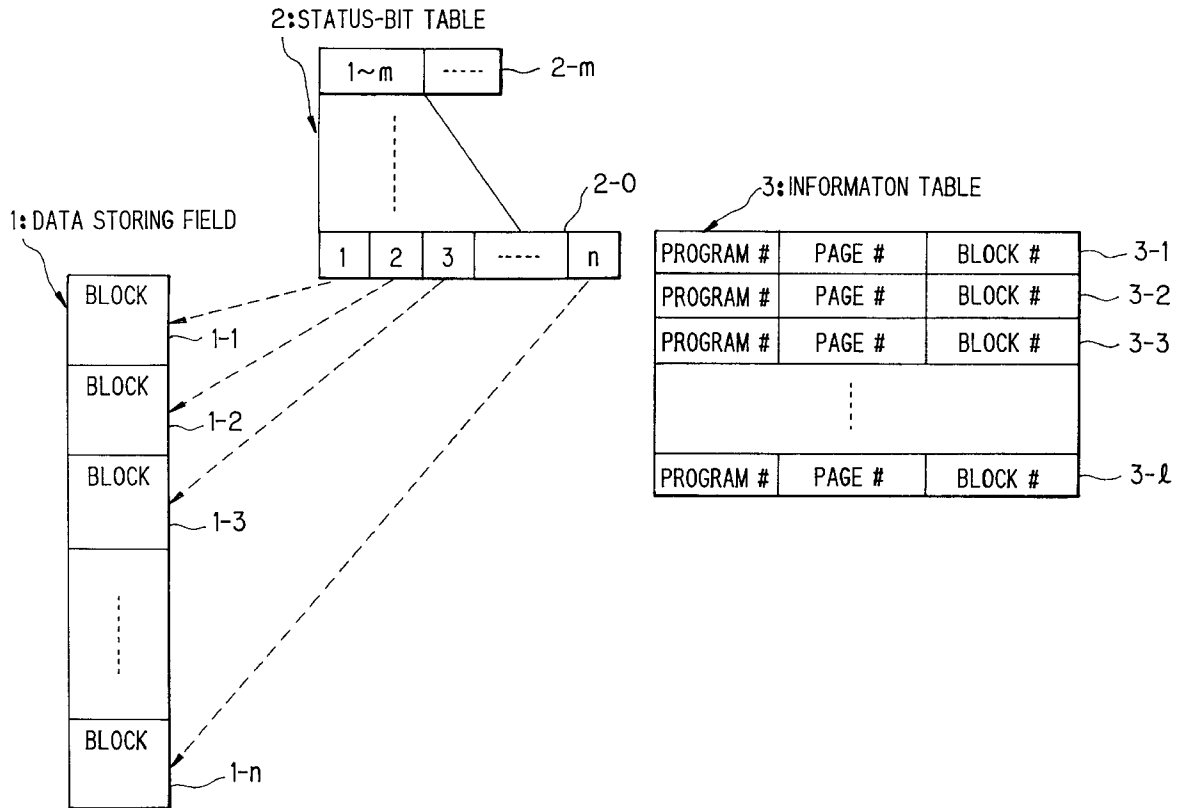 2:STATUS-BIT TABLE
1~m ----- 2-m
2-0
1 2 3 ----- n
1:DATA STORING FIELD
BLOCK
1-1
BLOCK
1-2
BLOCK
1-3
BLOCK
1-n
3:INFORMATON TABLE
PROGRAM # PAGE # BLOCK # 3-1
PROGRAM # PAGE # BLOCK # 3-2
PROGRAM # PAGE # BLOCK # 3-3
PROGRAM # PAGE # BLOCK # 3-ℓ